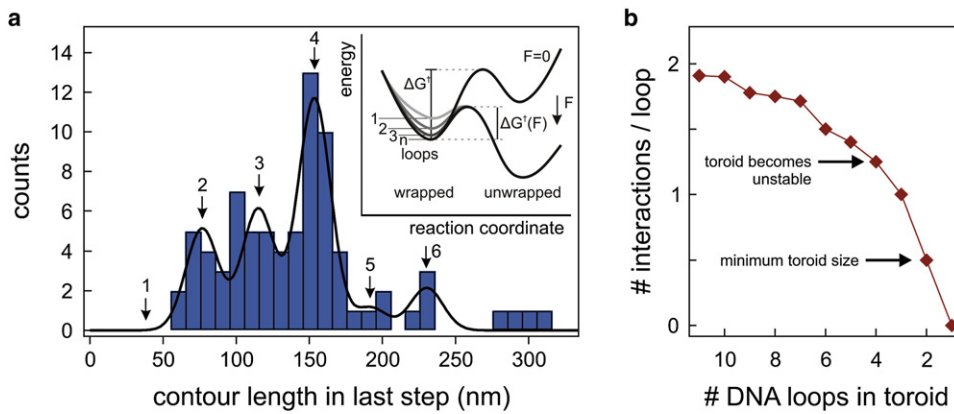 a
counts
14
12
10
8
6
4
2
0
0
50
100
150
200
250
300
contour length in last step (nm)
1
2
3
4
5
6
energy
F=0
ΔG†
F
ΔG†(F)
1
2
3
n
loops
wrapped
unwrapped
reaction coordinate
b
# interactions / loop
2
1
0
toroid becomes
unstable
minimum toroid size
10
8
6
4
2
# DNA loops in toroid